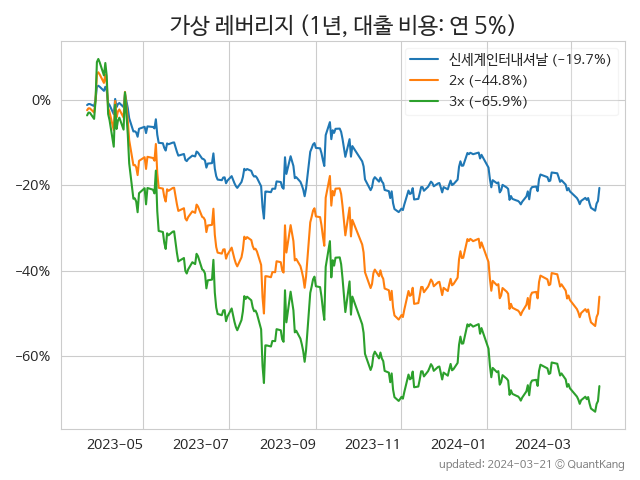 가상 레버리지 (1년, 대출 비용: 연 5%)
신세계인터내셔날 (−19.7%)
2x (−44.8%)
3x (−65.9%)
0%
−20%
−40%
−60%
2023−05 2023−07 2023−09 2023−11 2024−01 2024−03
updated: 2024−03−21 © QuantKang